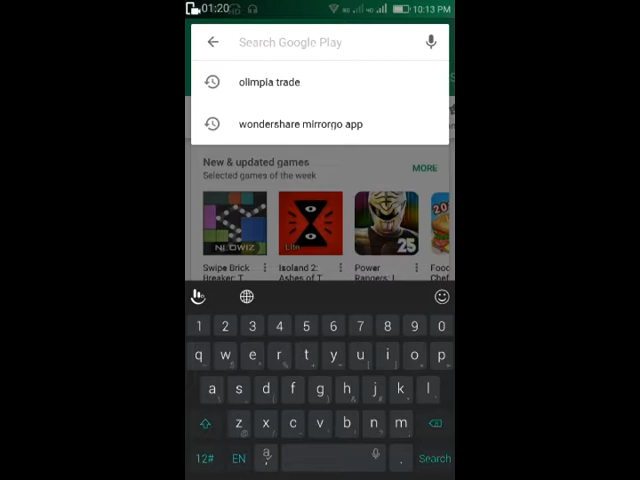 01:20
10:13 PM
Search Google Play
olimpia trade
wondershare mirrorgo app
New & updated games
MORE
Selected games of the week
NLOWIZ
Lite
25
20
Swipe Brick
Breaker: T
Isoland 2:
Ashes of T
Power
Rangers: L
Food
1 2 3 4 5 6 7 8 9 0
q w e r t y u i o p
a s d f g h j k l
z x c v b n m
12# EN . Search